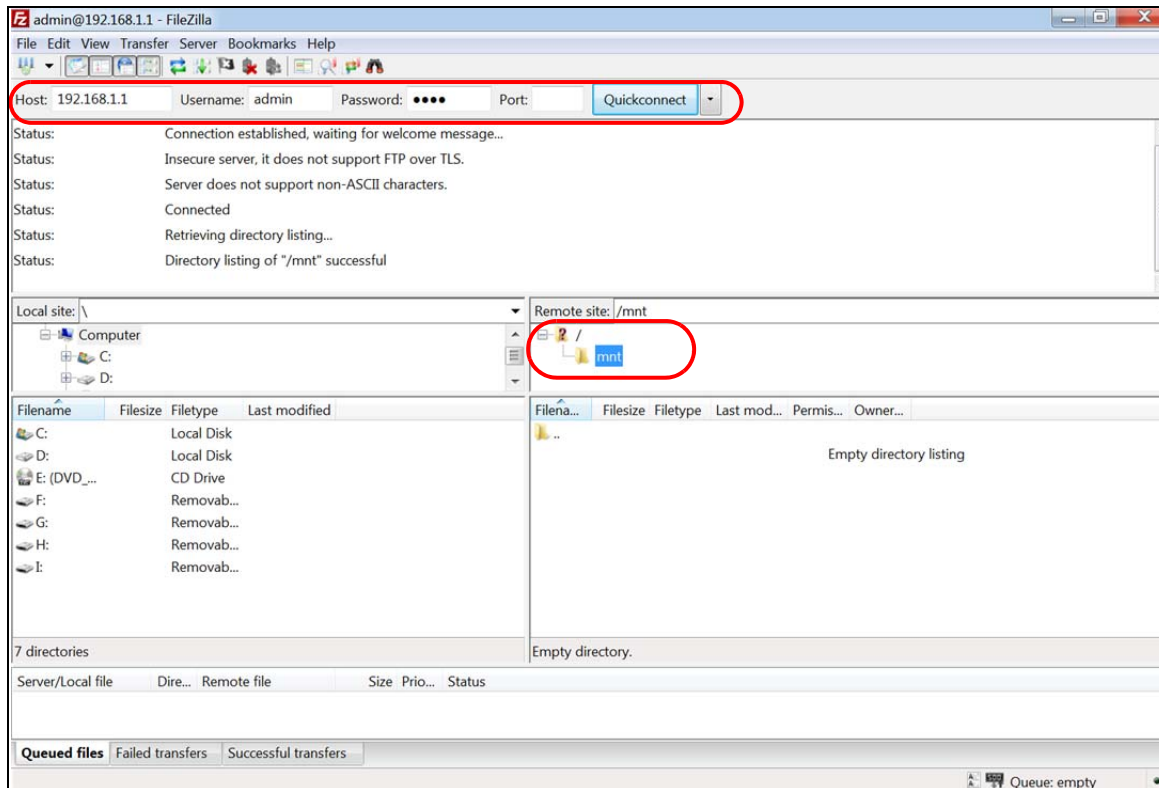 admin@192.168.1.1 - FileZilla
File Edit View Transfer Server Bookmarks Help
Host: 192.168.1.1 Username: admin Password: •••• Port: Quickconnect
Status: Connection established, waiting for welcome message...
Status: Insecure server, it does not support FTP over TLS.
Status: Server does not support non-ASCII characters.
Status: Connected
Status: Retrieving directory listing...
Status: Directory listing of "/mnt" successful
Local site: \
Computer
C:
D:
Remote site: /mnt
/
mnt
Filename Filesize Filetype Last modified
C: Local Disk
D: Local Disk
E: (DVD_... CD Drive
F: Removab...
G: Removab...
H: Removab...
I: Removab...
7 directories
Filena... Filesize Filetype Last mod... Permis... Owner...
..
Empty directory listing
Empty directory.
Server/Local file Dire... Remote file Size Prio... Status
Queued files Failed transfers Successful transfers
Queue: empty